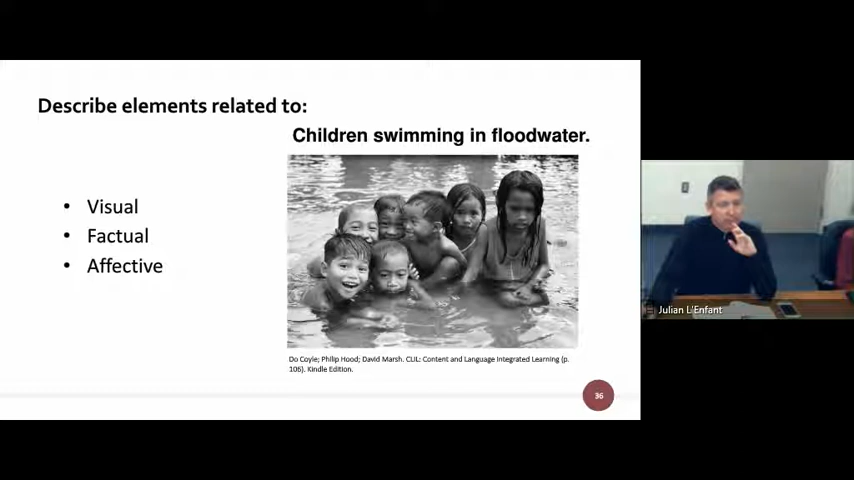 Describe elements related to:
Children swimming in floodwater.
• Visual
• Factual
• Affective
Do Coyle; Philip Hood; David Marsh. CLIL: Content and Language Integrated Learning (p.
106). Kindle Edition.
36
Julian L'Enfant